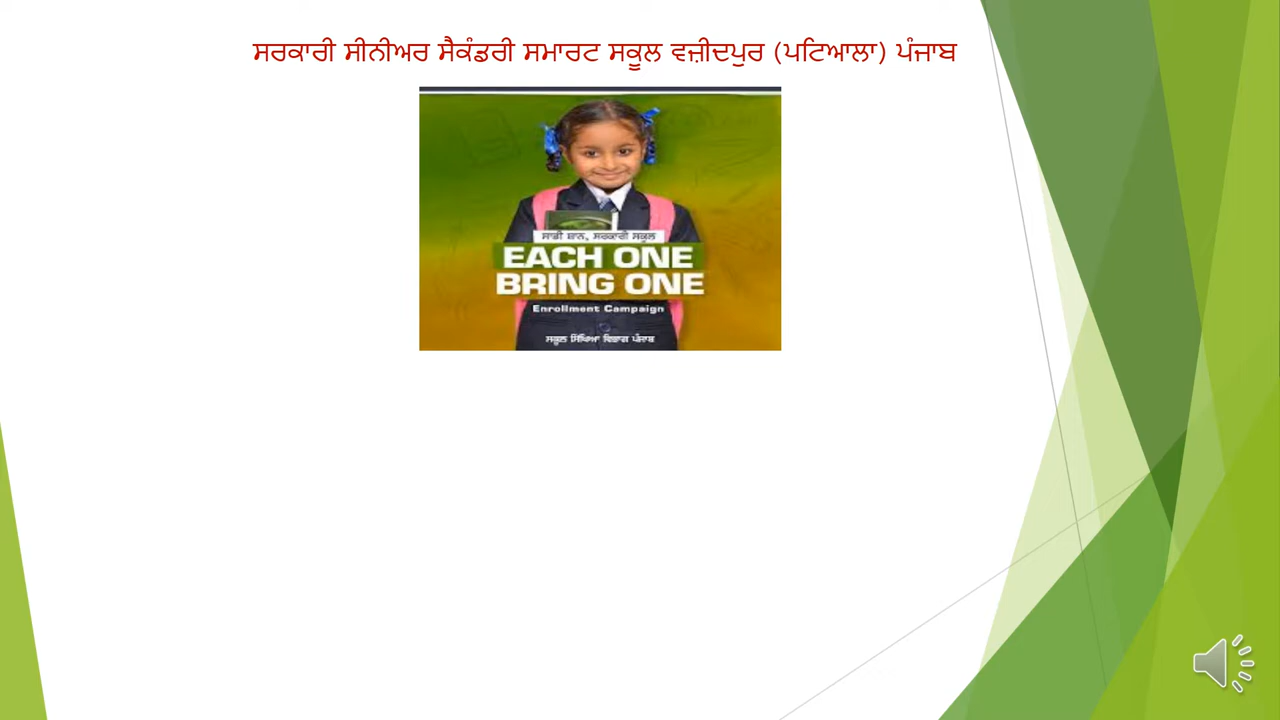 ਸਰਕਾਰੀ ਸੀਨੀਅਰ ਸੈਕੰਡਰੀ ਸਮਾਰਟ ਸਕੂਲ ਵਜ਼ੀਦਪੁਰ (ਪਟਿਆਲਾ) ਪੰਜਾਬ
ਸਾਡੀ ਸ਼ਾਨ, ਸਰਕਾਰੀ ਸਕੂਲ
EACH ONE
BRING ONE
Enrollment Campaign
ਸਕੂਲ ਸਿੱਖਿਆ ਵਿਭਾਗ ਪੰਜਾਬ